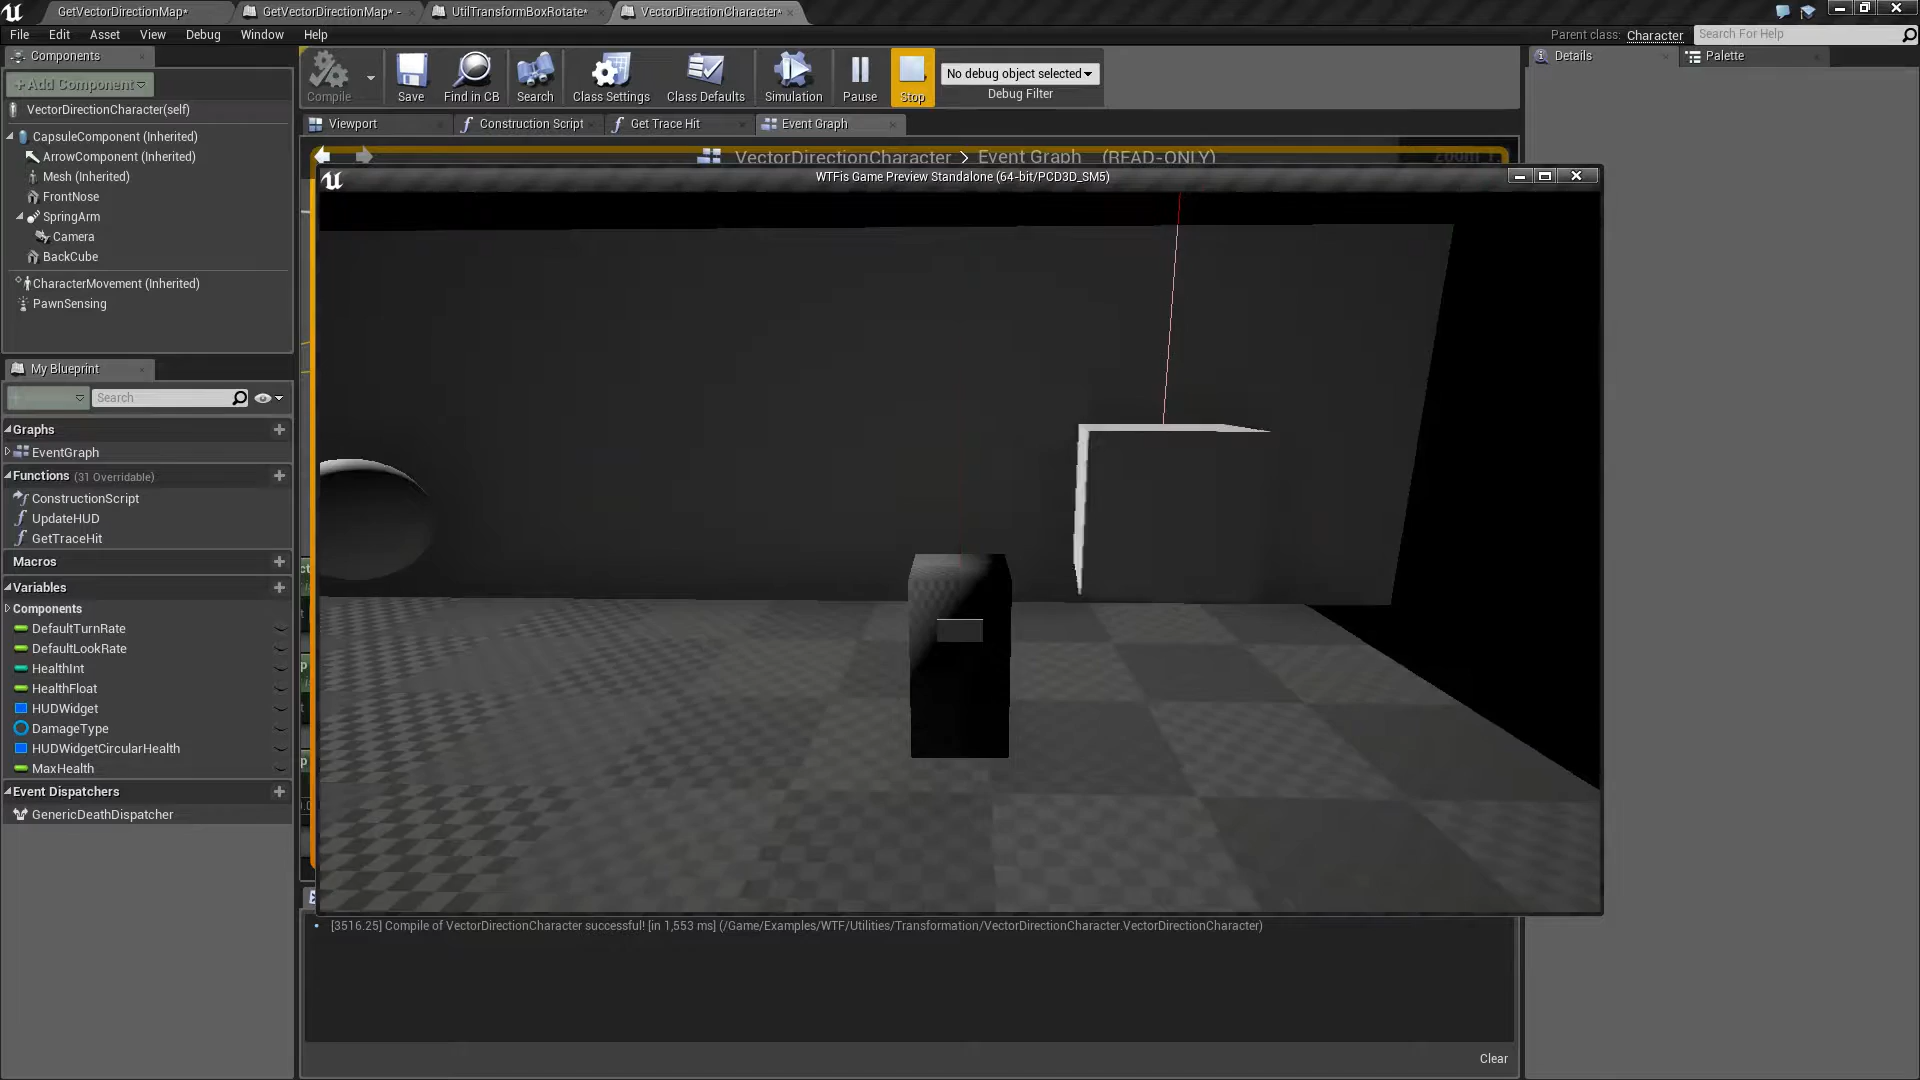 GetVectorDirectionMap*
GetVectorDirectionMap* -
UtilTransformBoxRotate*
VectorDirectionCharacter*
File Edit Asset View Debug Window Help
Parent class: Character
Search For Help
Components
+Add Component
VectorDirectionCharacter(self)
CapsuleComponent (Inherited)
ArrowComponent (Inherited)
Mesh (Inherited)
FrontNose
SpringArm
Camera
BackCube
CharacterMovement (Inherited)
PawnSensing
My Blueprint
Search
Graphs
EventGraph
Functions (31 Overridable)
ConstructionScript
UpdateHUD
GetTraceHit
Macros
Variables
Components
DefaultTurnRate
DefaultLookRate
HealthInt
HealthFloat
HUDWidget
DamageType
HUDWidgetCircularHealth
MaxHealth
Event Dispatchers
GenericDeathDispatcher
Compile
Save
Find in CB
Search
Class Settings
Class Defaults
Simulation
Pause
Stop
No debug object selected
Debug Filter
Viewport
Construction Script
Get Trace Hit
Event Graph
VectorDirectionCharacter > Event Graph (READ-ONLY)
WTFis Game Preview Standalone (64-bit/PCD3D_SM5)
[3516.25] Compile of VectorDirectionCharacter successful! [in 1,553 ms] (/Game/Examples/WTF/Utilities/Transformation/VectorDirectionCharacter.VectorDirectionCharacter)
Clear
Details
Palette